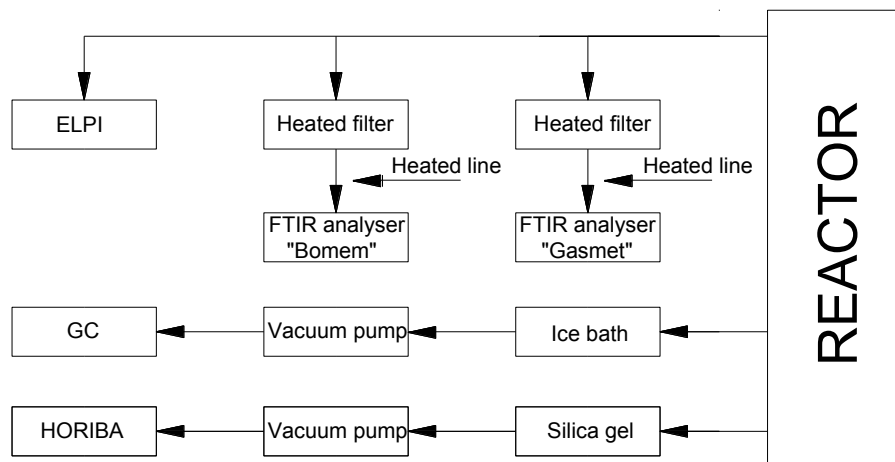 ELPI
Heated filter
Heated filter
Heated line
Heated line
FTIR analyser
"Bomem"
FTIR analyser
"Gasmet"
GC
Vacuum pump
Ice bath
HORIBA
Vacuum pump
Silica gel
REACTOR